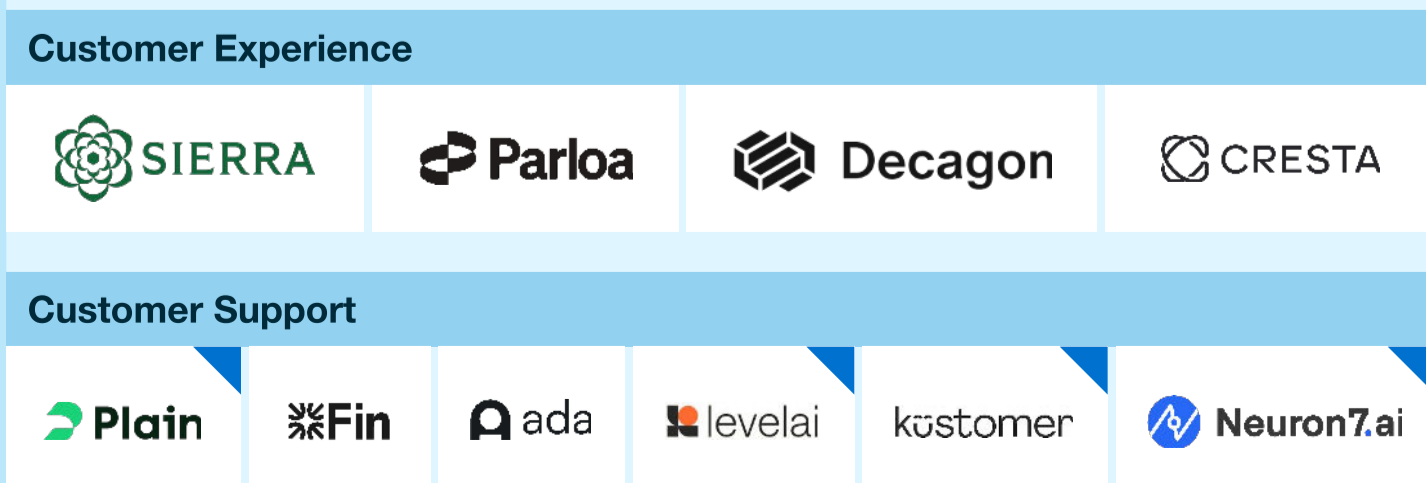 Customer Experience
SIERRA Parloa Decagon CRESTA
Customer Support
Plain Fin ada levelai kustomer Neuron7.ai